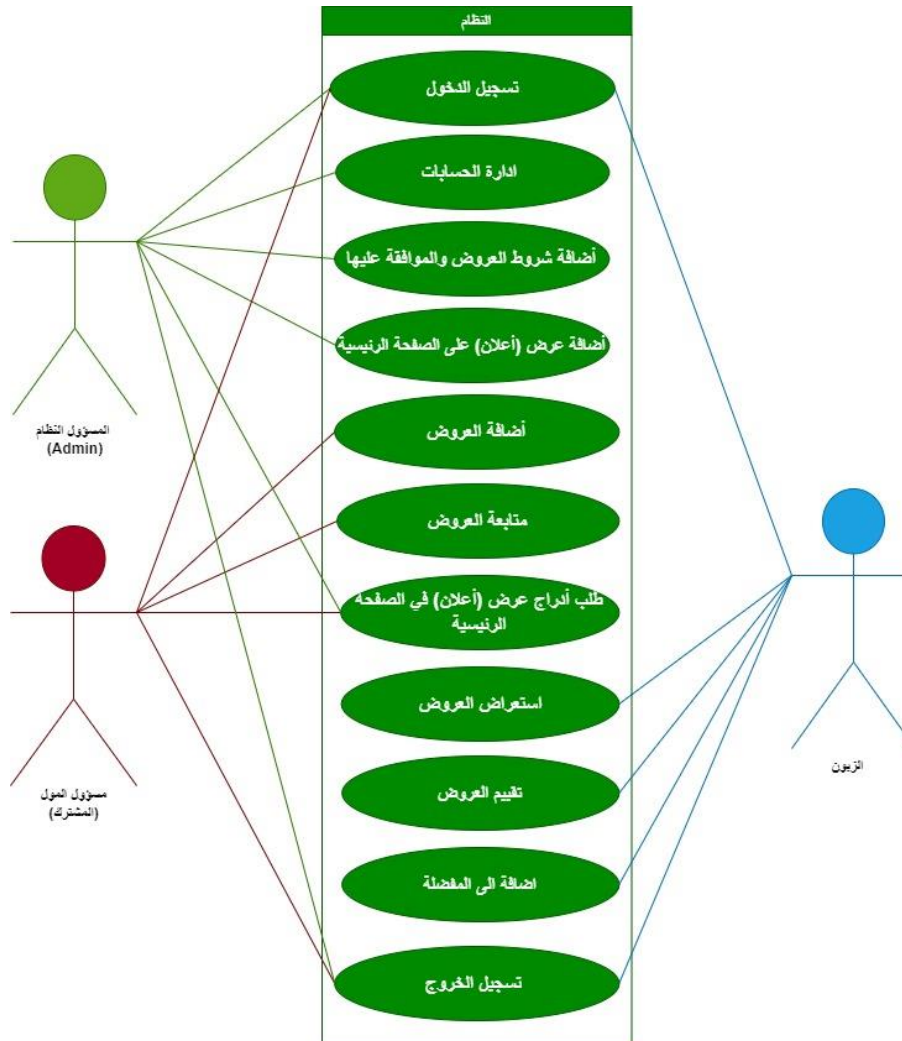 النظام
تسجيل الدخول
ادارة الحسابات
أضافة شروط العروض والموافقة عليها
أضافة عرض (أعلان) على الصفحة الرئيسية
المسؤول النظام
(Admin)
أضافة العروض
متابعة العروض
طلب أدراج عرض (أعلان) في الصفحة
الرئيسية
استعراض العروض
مسؤول المول
(المشترك)
الزبون
تقييم العروض
اضافة الى المفضلة
تسجيل الخروج